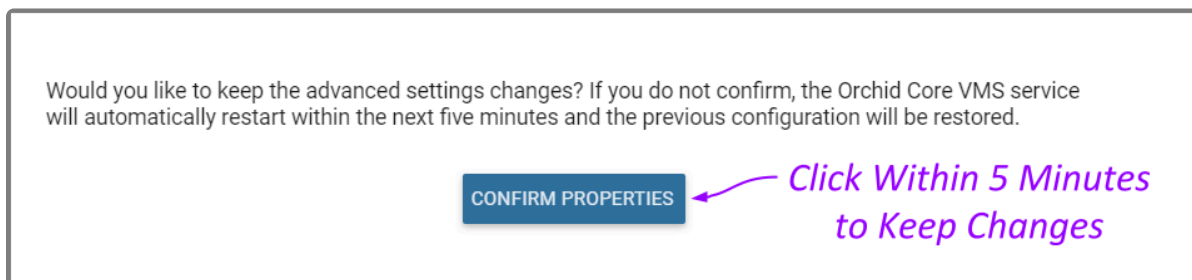 Would you like to keep the advanced settings changes? If you do not confirm, the Orchid Core VMS service
will automatically restart within the next five minutes and the previous configuration will be restored.
CONFIRM PROPERTIES
Click Within 5 Minutes
to Keep Changes